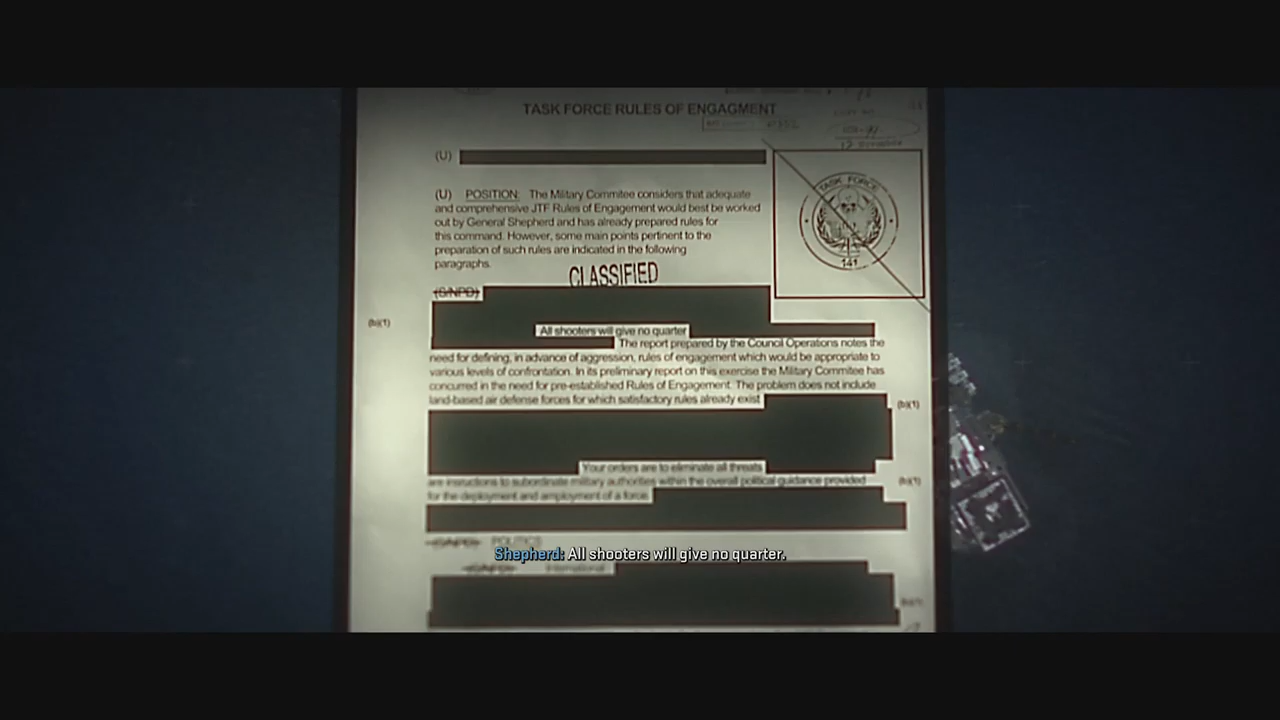 TASK FORCE RULES OF ENGAGMENT
(U)
(U) POSITION: The Military Commitee considers that adequate
and comprehensive JTF Rules of Engagement would best be worked
out by General Shepherd and has already prepared rules for
this command. However, some main points pertinent to the
preparation of such rules are indicated in the following
paragraphs.
TASK FORCE
141
CLASSIFIED
(S/NPD)
(b)(1)
All shooters will give no quarter
The report prepared by the Council Operations notes the
need for defining, in advance of aggression, rules of engagement which would be appropriate to
various levels of confrontation. In its preliminary report on this exercise the Military Commitee has
concurred in the need for pre-established Rules of Engagement. The problem does not include
land-based air defense forces for which satisfactory rules already exist
(b)(1)
Your orders are to eliminate all threats
are instructions to subordinate military authorities within the overall political guidance provided
(b)(1)
for the deployment and employment of a force.
POLITICS
Shepherd: All shooters will give no quarter.
International